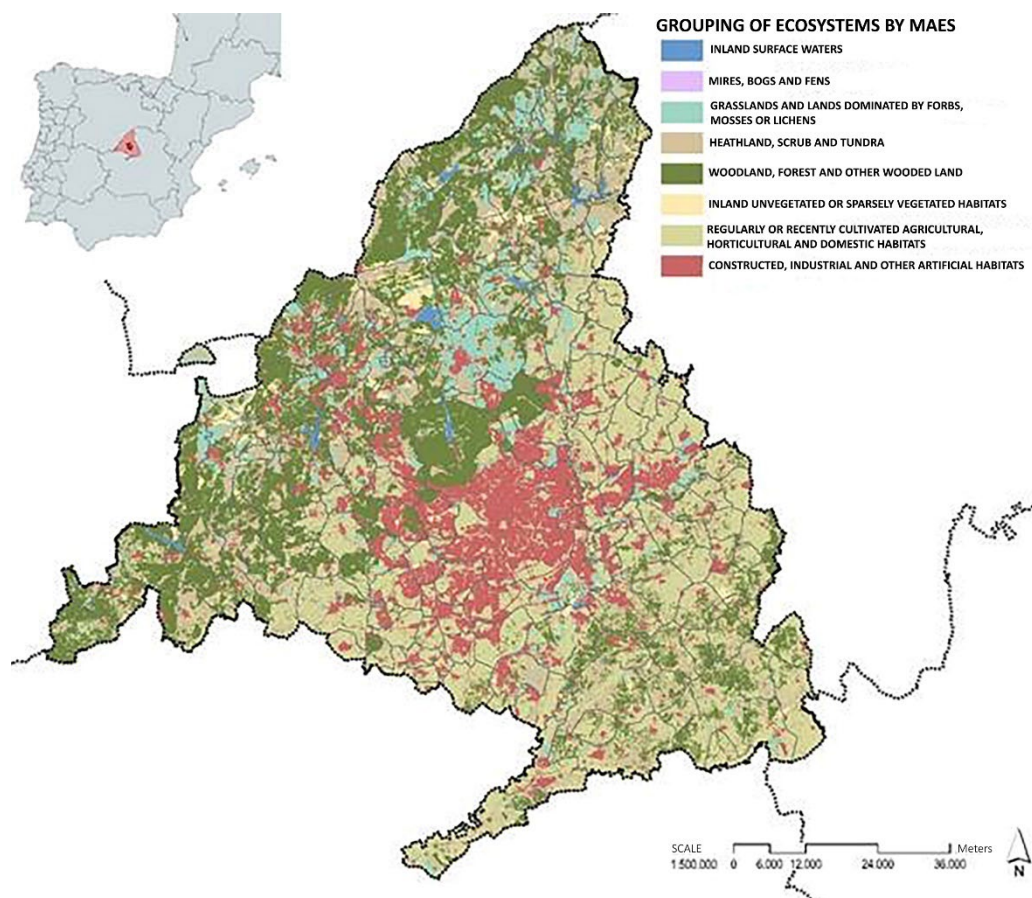 GROUPING OF ECOSYSTEMS BY MAES
INLAND SURFACE WATERS
MIRES, BOGS AND FENS
GRASSLANDS AND LANDS DOMINATED BY FORBS,
MOSSES OR LICHENS
HEATHLAND, SCRUB AND TUNDRA
WOODLAND, FOREST AND OTHER WOODED LAND
INLAND UNVEGETATED OR SPARSELY VEGETATED HABITATS
REGULARLY OR RECENTLY CULTIVATED AGRICULTURAL,
HORTICULTURAL AND DOMESTIC HABITATS
CONSTRUCTED, INDUSTRIAL AND OTHER ARTIFICIAL HABITATS
SCALE Meters
1:500.000 0 6.000 12.000 24.000 36.000
N